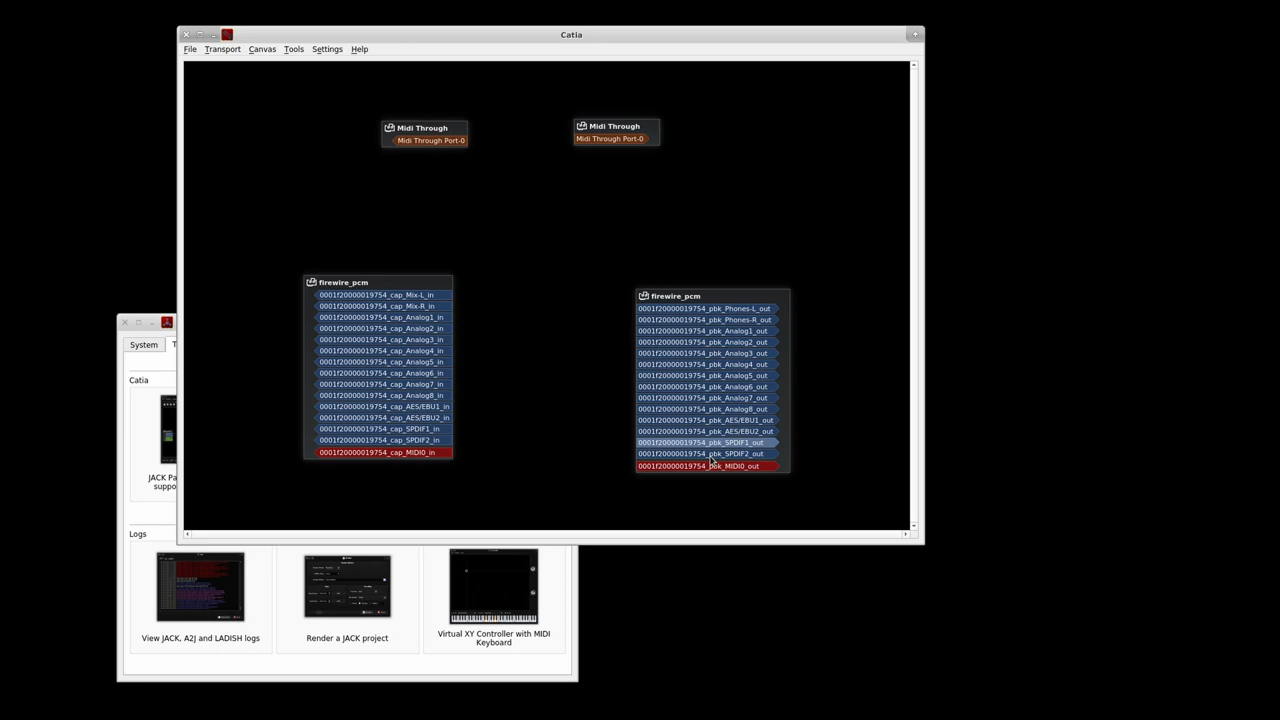 Catia
File Transport Canvas Tools Settings Help
Midi Through
Midi Through Port-0
Midi Through
Midi Through Port-0
firewire_pcm
0001f20000019754_cap_Mix-L_in
0001f20000019754_cap_Mix-R_in
0001f20000019754_cap_Analog1_in
0001f20000019754_cap_Analog2_in
0001f20000019754_cap_Analog3_in
0001f20000019754_cap_Analog4_in
0001f20000019754_cap_Analog5_in
0001f20000019754_cap_Analog6_in
0001f20000019754_cap_Analog7_in
0001f20000019754_cap_Analog8_in
0001f20000019754_cap_AES/EBU1_in
0001f20000019754_cap_AES/EBU2_in
0001f20000019754_cap_SPDIF1_in
0001f20000019754_cap_SPDIF2_in
0001f20000019754_cap_MIDI0_in
firewire_pcm
0001f20000019754_pbk_Phones-L_out
0001f20000019754_pbk_Phones-R_out
0001f20000019754_pbk_Analog1_out
0001f20000019754_pbk_Analog2_out
0001f20000019754_pbk_Analog3_out
0001f20000019754_pbk_Analog4_out
0001f20000019754_pbk_Analog5_out
0001f20000019754_pbk_Analog6_out
0001f20000019754_pbk_Analog7_out
0001f20000019754_pbk_Analog8_out
0001f20000019754_pbk_AES/EBU1_out
0001f20000019754_pbk_AES/EBU2_out
0001f20000019754_pbk_SPDIF1_out
0001f20000019754_pbk_SPDIF2_out
0001f20000019754_pbk_MIDI0_out
System T
Catia
JACK Pa
suppo
Logs
View JACK, A2J and LADISH logs
Render a JACK project
Virtual XY Controller with MIDI
Keyboard